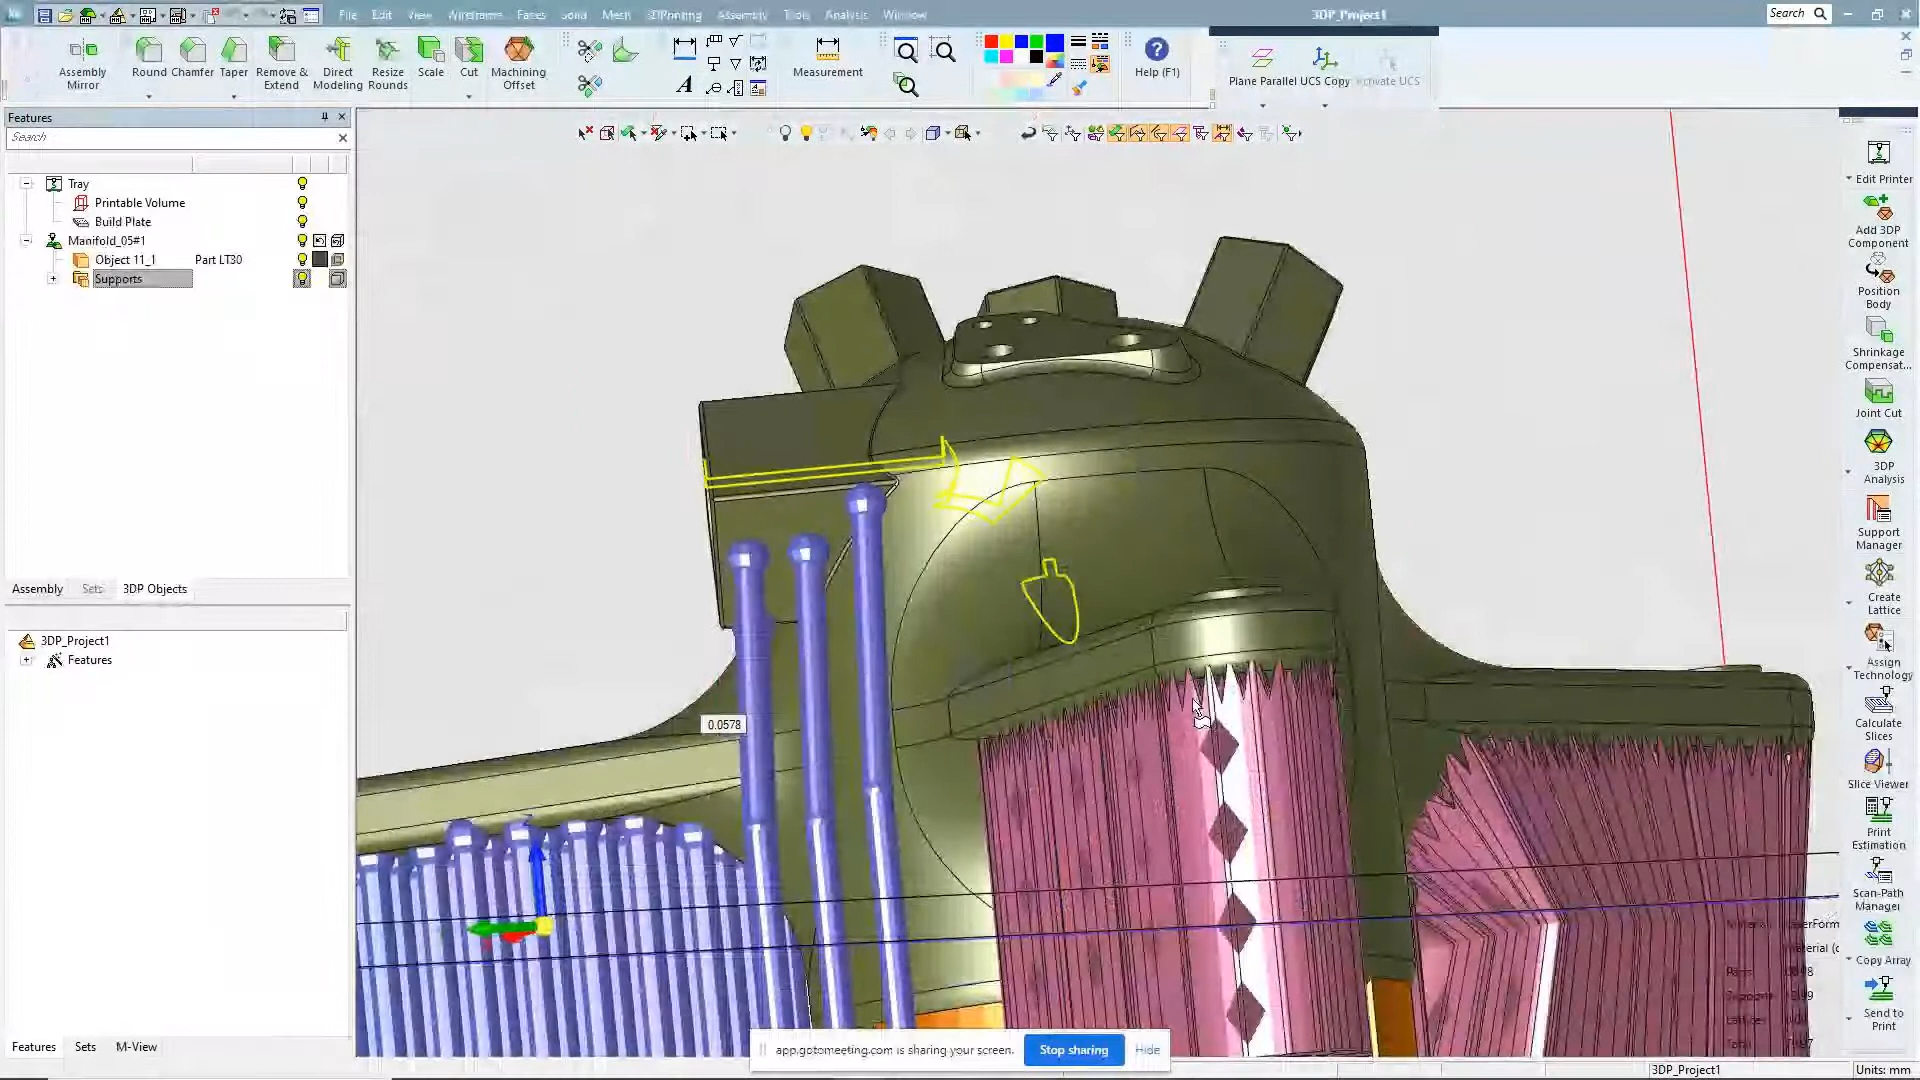 File Edit View Wireframe Faces Solid Mesh 3DPrinting Assembly Tools Analysis Window
3DP_Project1
Search
Assembly Mirror
Round
Chamfer
Taper
Remove & Extend
Direct Modeling
Resize Rounds
Scale
Cut
Machining Offset
Measurement
Help (F1)
Plane Parallel
UCS Copy
Activate UCS
Features
Search
Tray
Printable Volume
Build Plate
Manifold_05#1
Object 11_1 Part LT30
Supports
Assembly Sets 3DP Objects
3DP_Project1
Features
Features Sets M-View
0.0578
Edit Printer
Add 3DP Component
Position Body
Shrinkage Compensat...
Joint Cut
3DP Analysis
Support Manager
Create Lattice
Assign Technology
Calculate Slices
Slice Viewer
Print Estimation
Scan-Path Manager
Copy Array
Send to Print
app.gotomeeting.com is sharing your screen. Stop sharing Hide
3DP_Project1 Units: mm